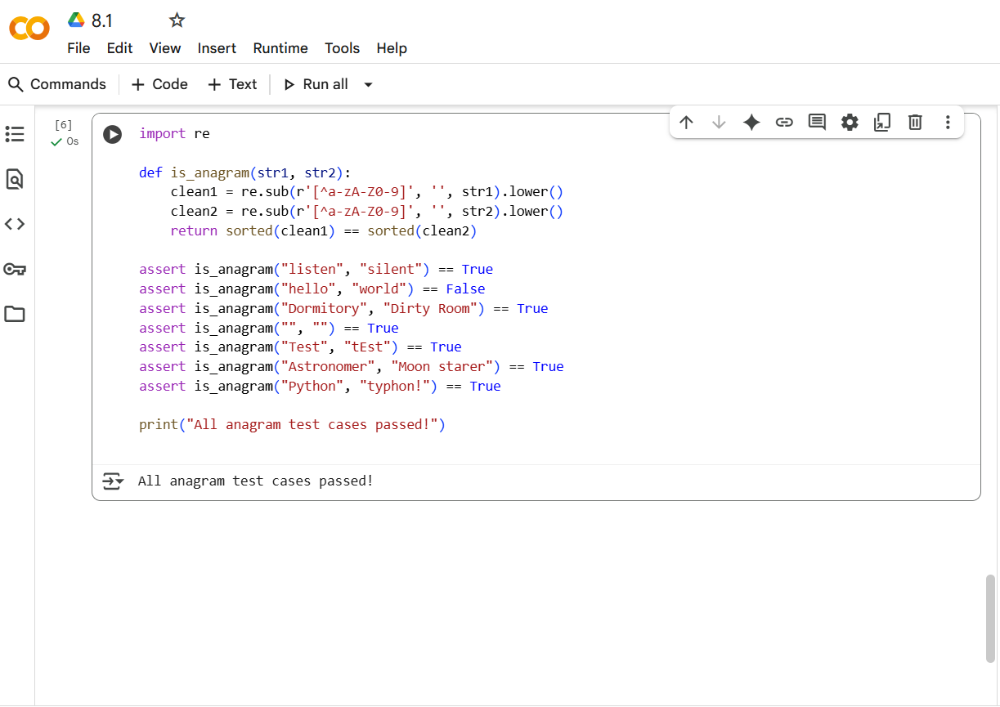 8.1
File Edit View Insert Runtime Tools Help
Commands + Code + Text Run all
[6]
0s
import re
def is_anagram(str1, str2):
    clean1 = re.sub(r'[^a-zA-Z0-9]', '', str1).lower()
    clean2 = re.sub(r'[^a-zA-Z0-9]', '', str2).lower()
    return sorted(clean1) == sorted(clean2)
assert is_anagram("listen", "silent") == True
assert is_anagram("hello", "world") == False
assert is_anagram("Dormitory", "Dirty Room") == True
assert is_anagram("", "") == True
assert is_anagram("Test", "tEst") == True
assert is_anagram("Astronomer", "Moon starer") == True
assert is_anagram("Python", "typhon!") == True
print("All anagram test cases passed!")
All anagram test cases passed!